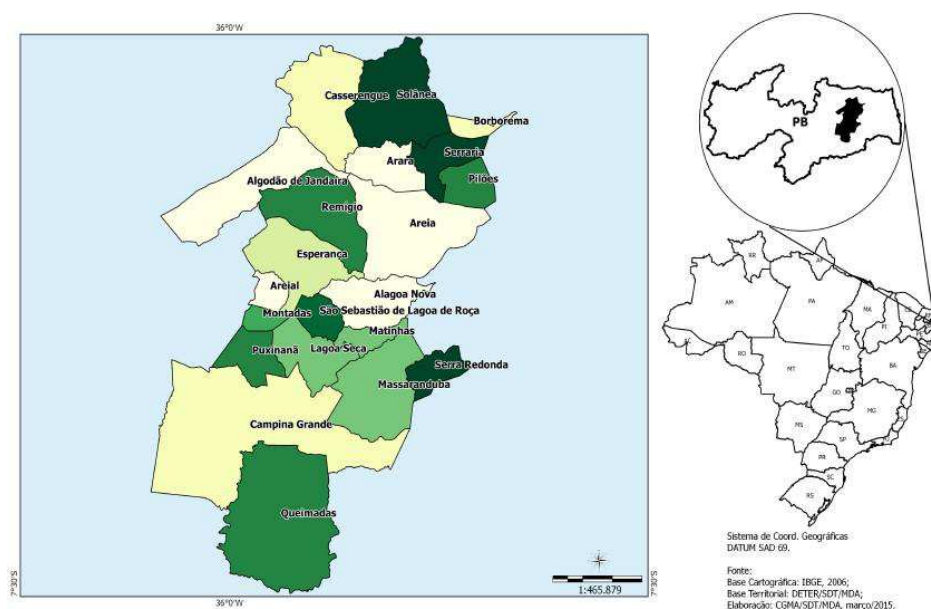 36°0'W
Casserengue
Solânea
Borborema
Serraria
Arara
Pilões
Algodão de Jandaíra
Remígio
Areia
Esperança
Areial
Alagoa Nova
São Sebastião de Lagoa de Roça
Montadas
Matinhas
Puxinanã
Lagoa Seca
Serra Redonda
Massaranduba
Campina Grande
Queimadas
7°30'S
7°30'S
36°0'W
1:465.879
PB
RR
AP
AM
PA
MA
CE
PI
AC
RO
TO
BA
MT
GO
MG
MS
SP
PR
SC
RS
Sistema de Coord. Geográficas
DATUM SAD 69.
Fonte:
Base Cartográfica: IBGE, 2006;
Base Territorial: DETER/SDT/MDA;
Elaboração: CGMA/SDT/MDA, março/2015.